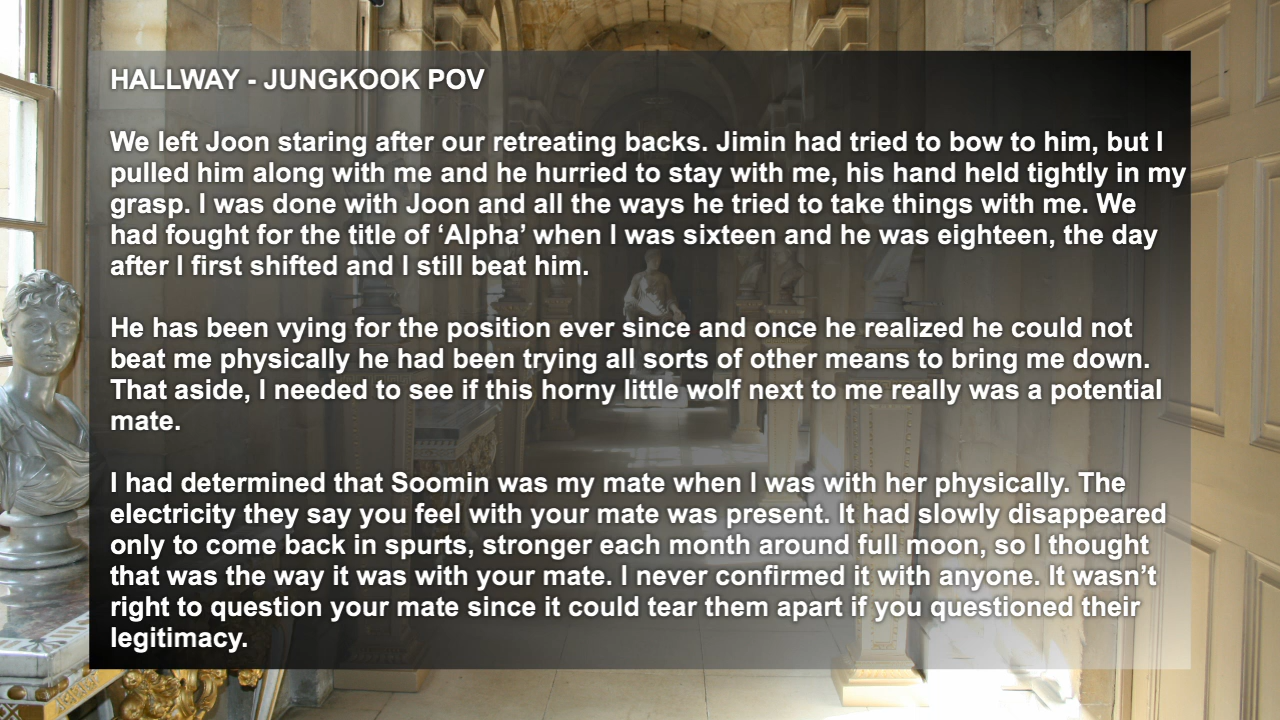 HALLWAY - JUNGKOOK POV
We left Joon staring after our retreating backs. Jimin had tried to bow to him, but I
pulled him along with me and he hurried to stay with me, his hand held tightly in my
grasp. I was done with Joon and all the ways he tried to take things with me. We
had fought for the title of ‘Alpha’ when I was sixteen and he was eighteen, the day
after I first shifted and I still beat him.
He has been vying for the position ever since and once he realized he could not
beat me physically he had been trying all sorts of other means to bring me down.
That aside, I needed to see if this horny little wolf next to me really was a potential
mate.
I had determined that Soomin was my mate when I was with her physically. The
electricity they say you feel with your mate was present. It had slowly disappeared
only to come back in spurts, stronger each month around full moon, so I thought
that was the way it was with your mate. I never confirmed it with anyone. It wasn’t
right to question your mate since it could tear them apart if you questioned their
legitimacy.